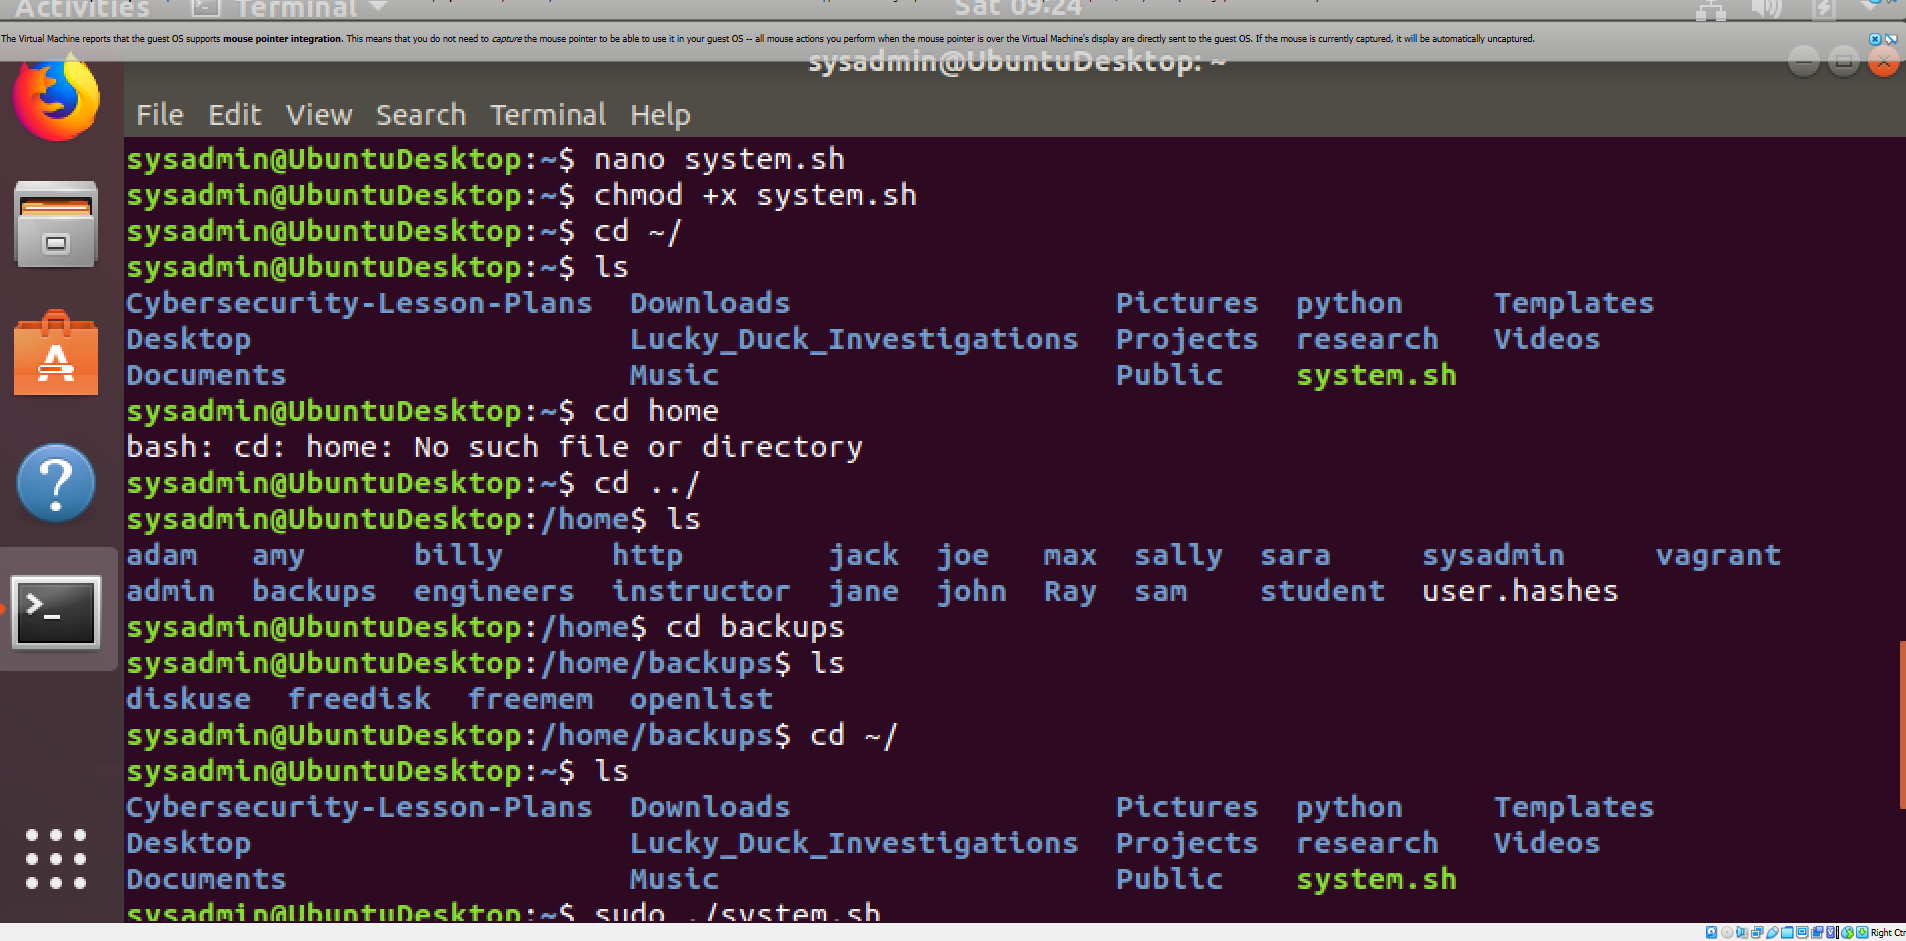 Activities Terminal Sat 09:24
The Virtual Machine reports that the guest OS supports mouse pointer integration. This means that you do not need to capture the mouse pointer to be able to use it in your guest OS -- all mouse actions you perform when the mouse pointer is over the Virtual Machine's display are directly sent to the guest OS. If the mouse is currently captured, it will be automatically uncaptured.
sysadmin@UbuntuDesktop: ~
File Edit View Search Terminal Help
sysadmin@UbuntuDesktop:~$ nano system.sh
sysadmin@UbuntuDesktop:~$ chmod +x system.sh
sysadmin@UbuntuDesktop:~$ cd ~/
sysadmin@UbuntuDesktop:~$ ls
Cybersecurity-Lesson-Plans Downloads Pictures python Templates
Desktop Lucky_Duck_Investigations Projects research Videos
Documents Music Public system.sh
sysadmin@UbuntuDesktop:~$ cd home
bash: cd: home: No such file or directory
sysadmin@UbuntuDesktop:~$ cd ../
sysadmin@UbuntuDesktop:/home$ ls
adam amy billy http jack joe max sally sara sysadmin vagrant
admin backups engineers instructor jane john Ray sam student user.hashes
sysadmin@UbuntuDesktop:/home$ cd backups
sysadmin@UbuntuDesktop:/home/backups$ ls
diskuse freedisk freemem openlist
sysadmin@UbuntuDesktop:/home/backups$ cd ~/
sysadmin@UbuntuDesktop:~$ ls
Cybersecurity-Lesson-Plans Downloads Pictures python Templates
Desktop Lucky_Duck_Investigations Projects research Videos
Documents Music Public system.sh
sysadmin@UbuntuDesktop:~$ sudo ./system.sh
Right Ctr